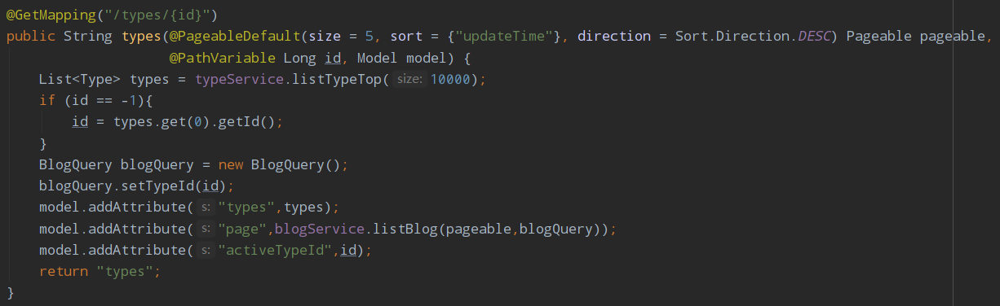 @GetMapping("/types/{id}")
public String types(@PageableDefault(size = 5, sort = {"updateTime"}, direction = Sort.Direction.DESC) Pageable pageable,
@PathVariable Long id, Model model) {
List<Type> types = typeService.listTypeTop( size: 10000);
if (id == -1){
id = types.get(0).getId();
}
BlogQuery blogQuery = new BlogQuery();
blogQuery.setTypeId(id);
model.addAttribute( s: "types",types);
model.addAttribute( s: "page",blogService.listBlog(pageable,blogQuery));
model.addAttribute( s: "activeTypeId",id);
return "types";
}